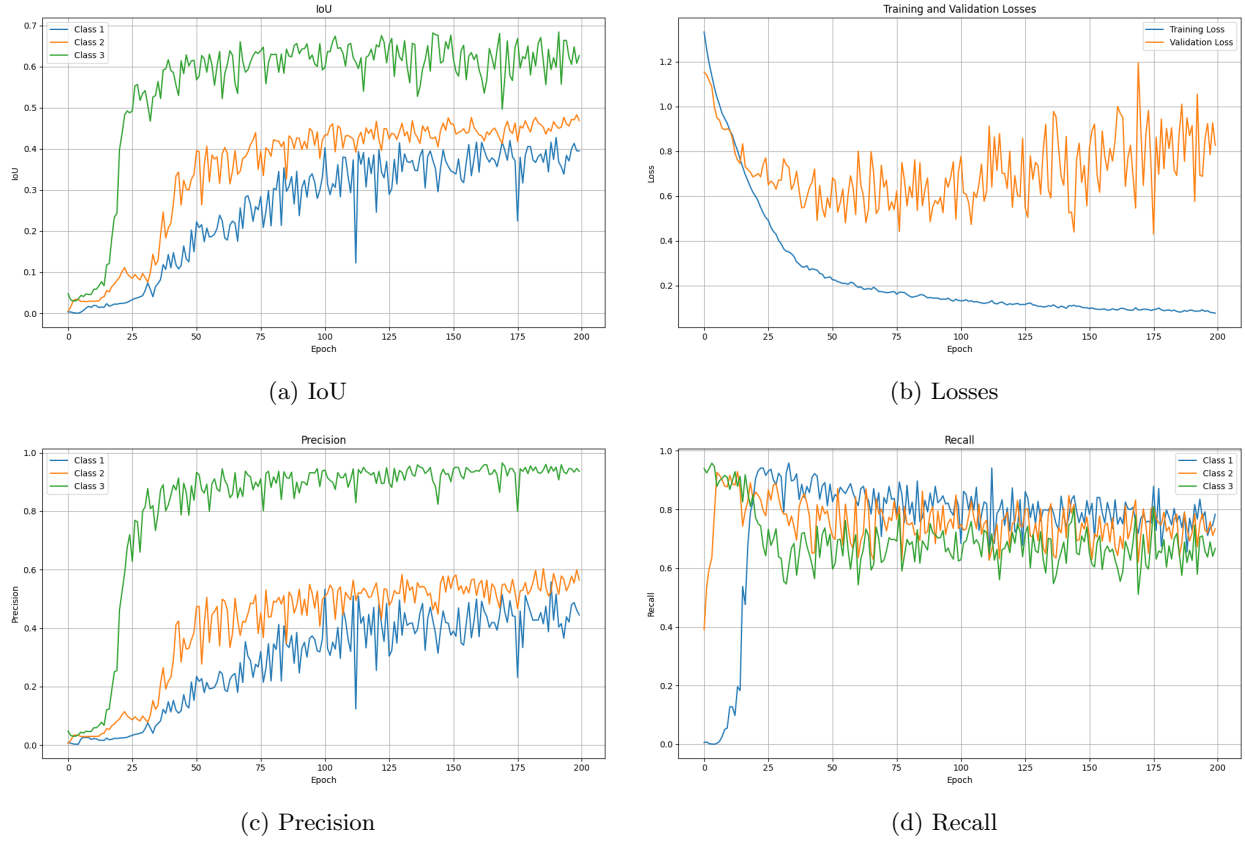 IoU
Class 1
Class 2
Class 3
0.7
0.6
0.5
0.4
0.3
0.2
0.1
0.0
IoU
0
25
50
75
100
125
150
175
200
Epoch
(a) IoU
Training and Validation Losses
Training Loss
Validation Loss
1.2
1.0
0.8
0.6
0.4
0.2
Loss
0
25
50
75
100
125
150
175
200
Epoch
(b) Losses
Precision
Class 1
Class 2
Class 3
1.0
0.8
0.6
0.4
0.2
0.0
Precision
0
25
50
75
100
125
150
175
200
Epoch
(c) Precision
Recall
Class 1
Class 2
Class 3
1.0
0.8
0.6
0.4
0.2
0.0
Recall
0
25
50
75
100
125
150
175
200
Epoch
(d) Recall